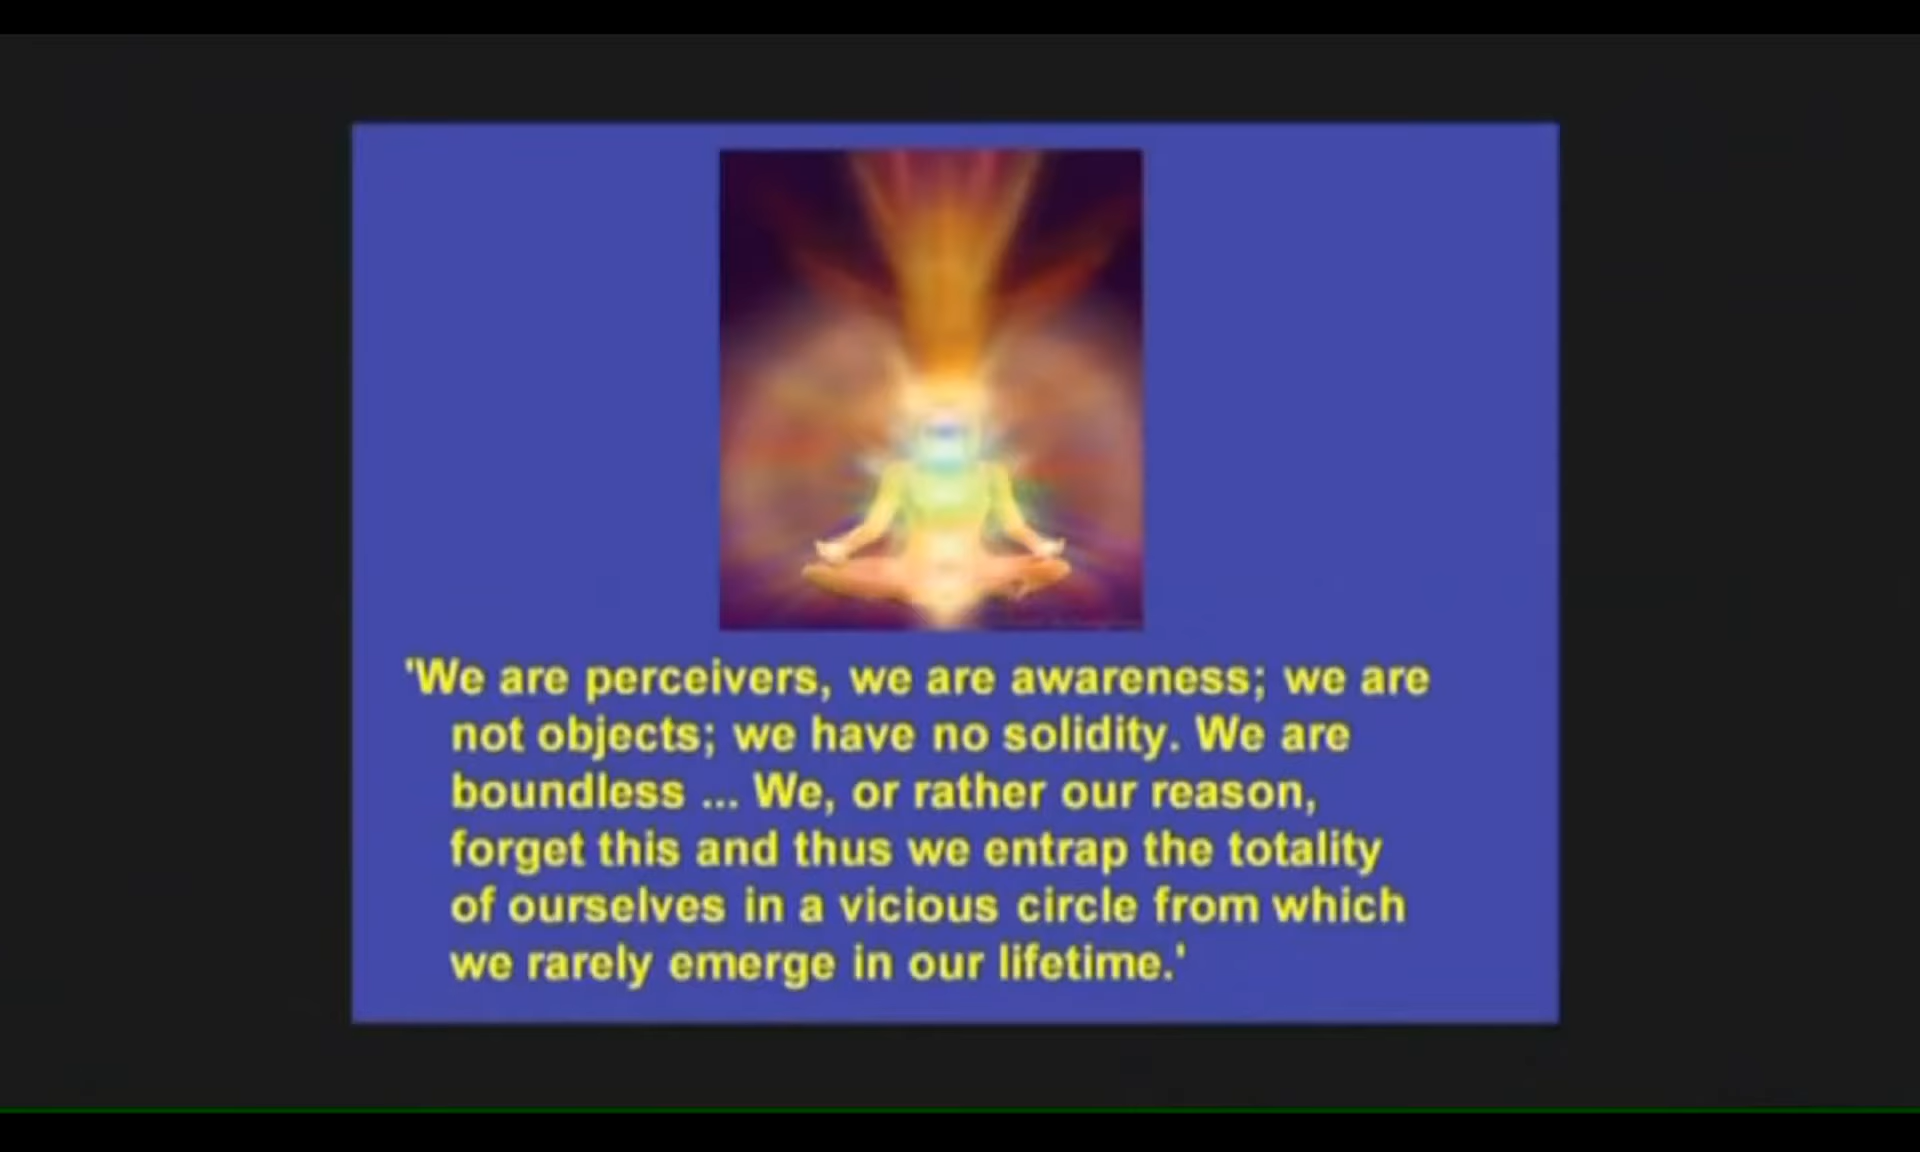 'We are perceivers, we are awareness; we are
not objects; we have no solidity. We are
boundless ... We, or rather our reason,
forget this and thus we entrap the totality
of ourselves in a vicious circle from which
we rarely emerge in our lifetime.'